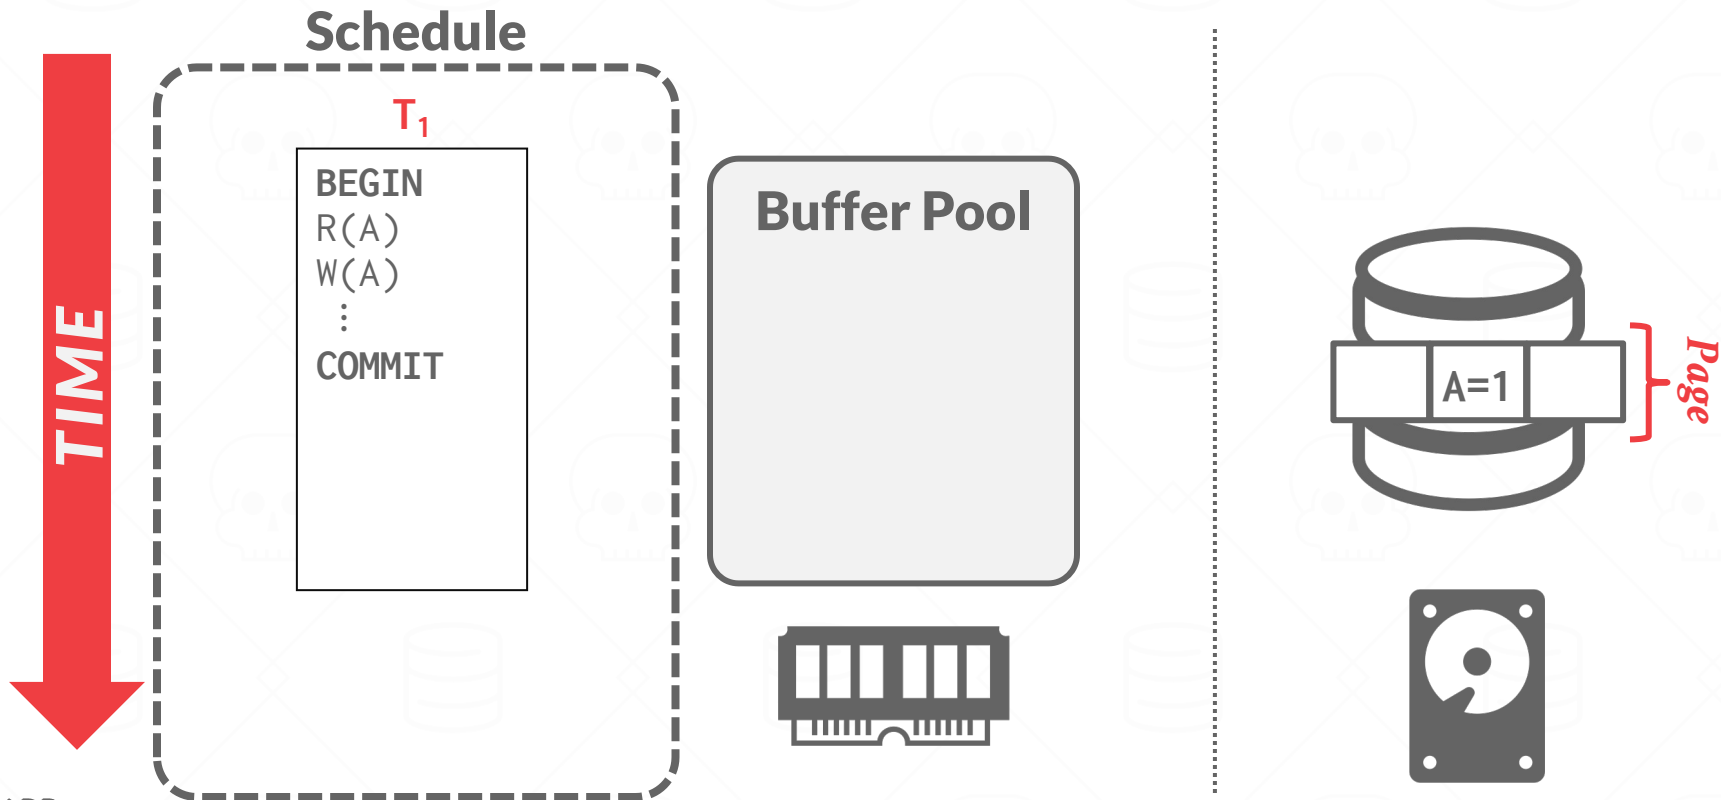 Schedule
TIME
T₁
BEGIN
R(A)
W(A)
⋮
COMMIT
Buffer Pool
A=1
Page